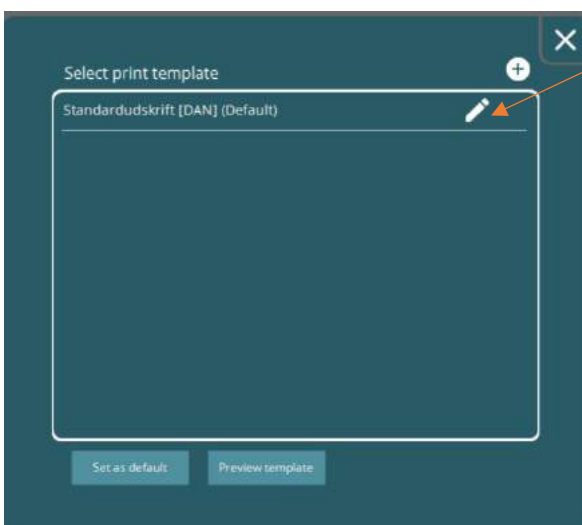 Select print template
Standardudskrift [DAN] (Default)
Set as default
Preview template